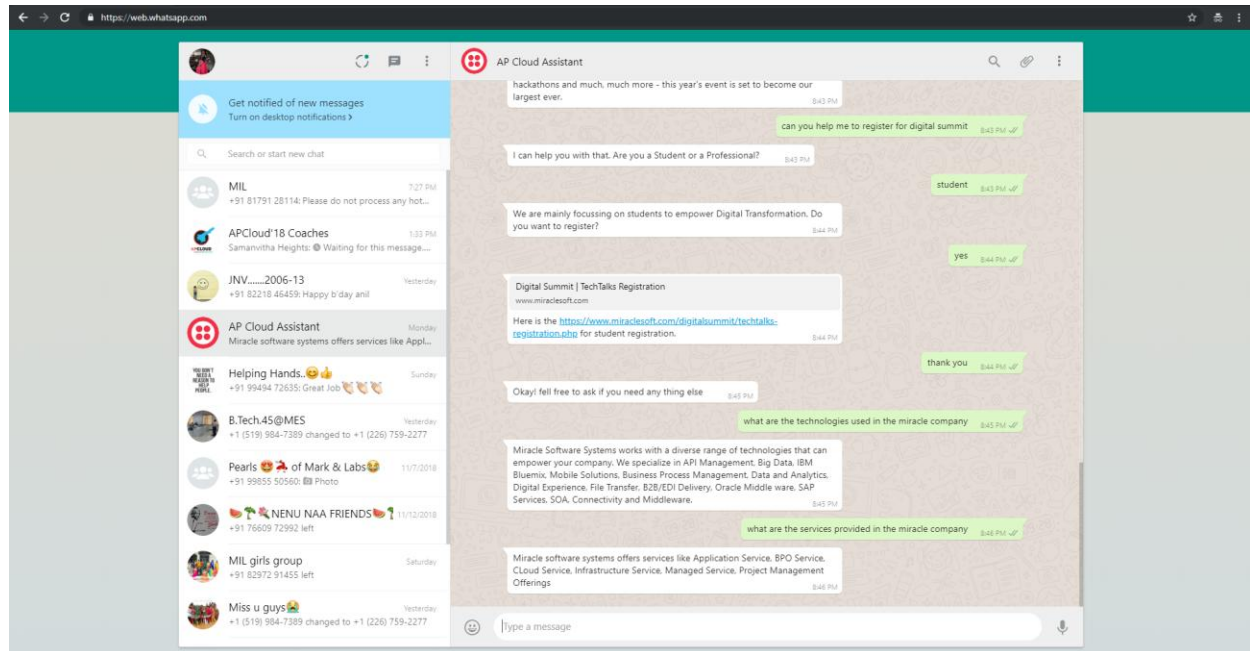 https://web.whatsapp.com
Get notified of new messages
Turn on desktop notifications >
Search or start new chat
MIL 7:27 PM
+91 81791 28114: Please do not process any hot...
APCloud'18 Coaches 1:33 PM
Samanvitha Heights: Waiting for this message....
JNV.......2006-13 Yesterday
+91 82218 46459: Happy b'day anil
AP Cloud Assistant Monday
Miracle software systems offers services like Appl...
YOU DON'T
NEED A
REASON TO
HELP
PEOPLE.
Helping Hands..😊👍 Sunday
+91 99494 72635: Great Job 👏👏👏
B.Tech.45@MES Yesterday
+1 (519) 984-7389 changed to +1 (226) 759-2277
Pearls of Mark & Labs 11/7/2018
+91 99855 50560: Photo
NENU NAA FRIENDS 11/12/2018
+91 76609 72992 left
MIL girls group Saturday
+91 82972 91455 left
Miss u guys😭 Yesterday
+1 (519) 984-7389 changed to +1 (226) 759-2277
AP Cloud Assistant
hackathons and much, much more - this year's event is set to become our
largest ever. 8:43 PM
can you help me to register for digital summit 8:43 PM
I can help you with that. Are you a Student or a Professional? 8:43 PM
student 8:43 PM
We are mainly focussing on students to empower Digital Transformation. Do
you want to register? 8:44 PM
yes 8:44 PM
Digital Summit | TechTalks Registration
www.miraclesoft.com
Here is the https://www.miraclesoft.com/digitalsummit/techtalks-
registration.php for student registration. 8:44 PM
thank you 8:44 PM
Okay! fell free to ask if you need any thing else 8:45 PM
what are the technologies used in the miracle company 8:45 PM
Miracle Software Systems works with a diverse range of technologies that can
empower your company. We specialize in API Management, Big Data, IBM
Bluemix, Mobile Solutions, Business Process Management, Data and Analytics,
Digital Experience, File Transfer, B2B/EDI Delivery, Oracle Middle ware, SAP
Services, SOA, Connectivity and Middleware. 8:45 PM
what are the services provided in the miracle company 8:46 PM
Miracle software systems offers services like Application Service, BPO Service,
CLoud Service, Infrastructure Service, Managed Service, Project Management
Offerings 8:46 PM
Type a message